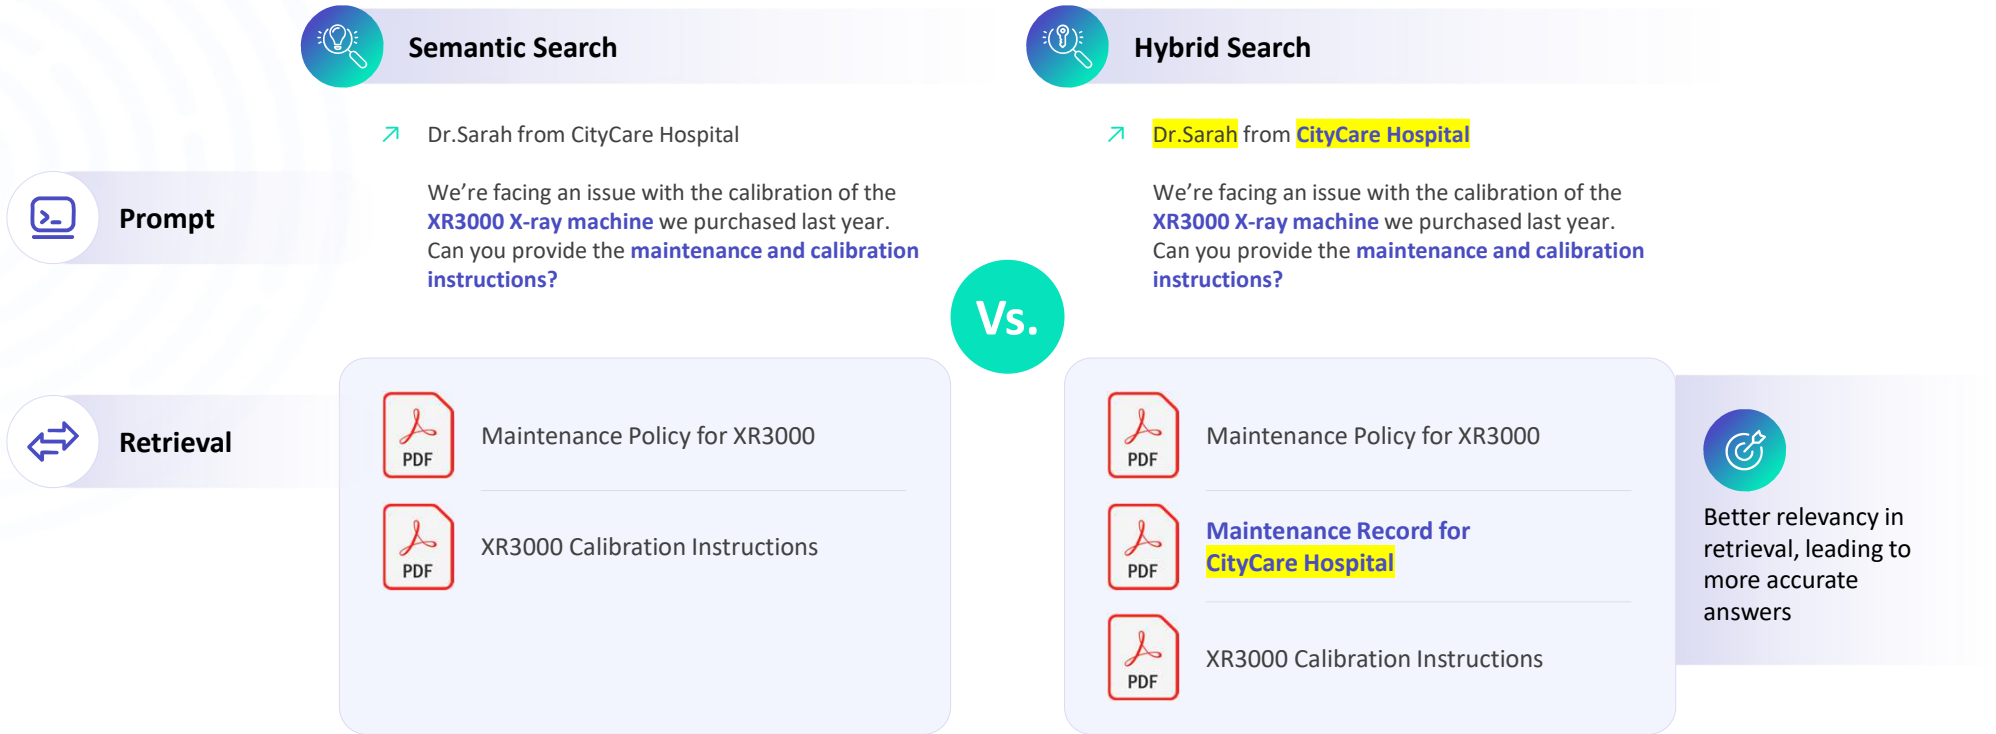 Semantic Search
Hybrid Search
Prompt
Dr.Sarah from CityCare Hospital
We’re facing an issue with the calibration of the
XR3000 X-ray machine we purchased last year.
Can you provide the maintenance and calibration
instructions?
Vs.
Dr.Sarah from CityCare Hospital
We’re facing an issue with the calibration of the
XR3000 X-ray machine we purchased last year.
Can you provide the maintenance and calibration
instructions?
Retrieval
PDF
Maintenance Policy for XR3000
PDF
XR3000 Calibration Instructions
PDF
Maintenance Policy for XR3000
PDF
Maintenance Record for
CityCare Hospital
PDF
XR3000 Calibration Instructions
Better relevancy in
retrieval, leading to
more accurate
answers